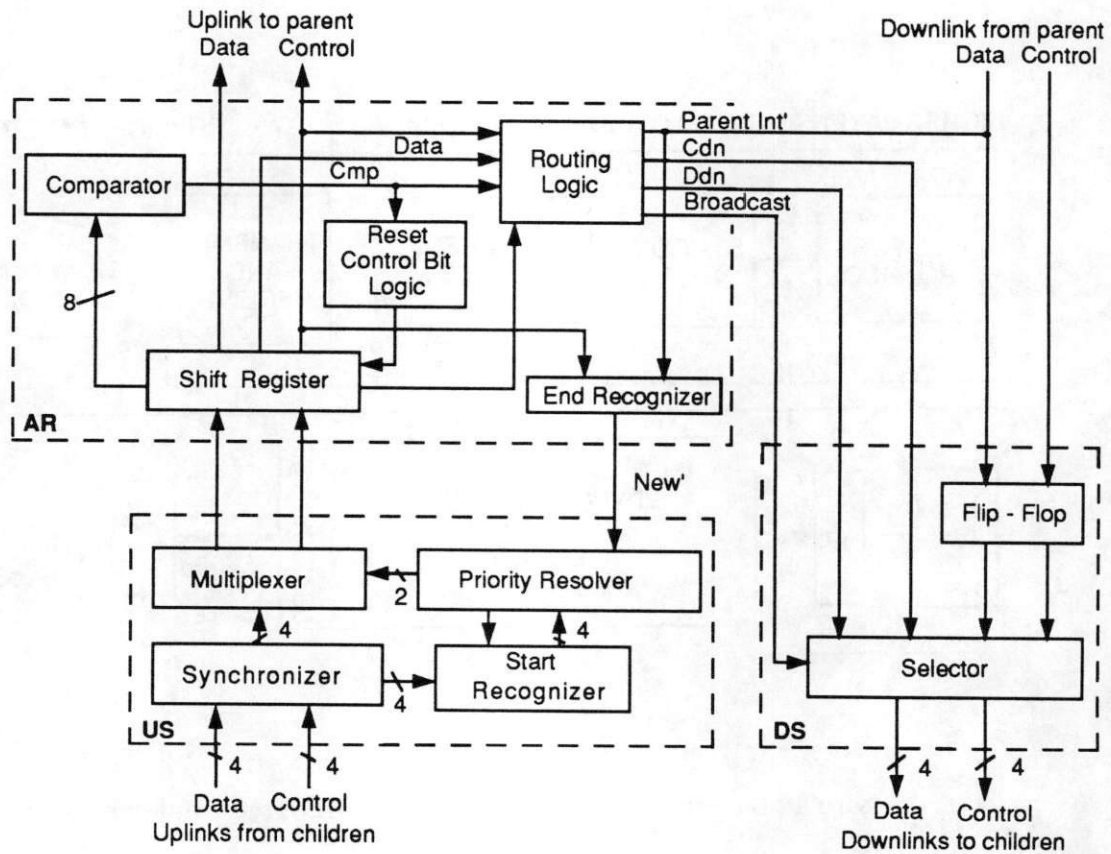 Uplink to parent
Data Control
Downlink from parent
Data Control
Parent Int'
Data
Cdn
Comparator
Cmp
Routing
Logic
Ddn
Broadcast
Reset
Control Bit
Logic
8
Shift Register
End Recognizer
AR
New'
Flip - Flop
Multiplexer
2
Priority Resolver
4
4
Synchronizer
4
Start
Recognizer
Selector
US
DS
4
4
4
4
Data Control
Uplinks from children
Data Control
Downlinks to children